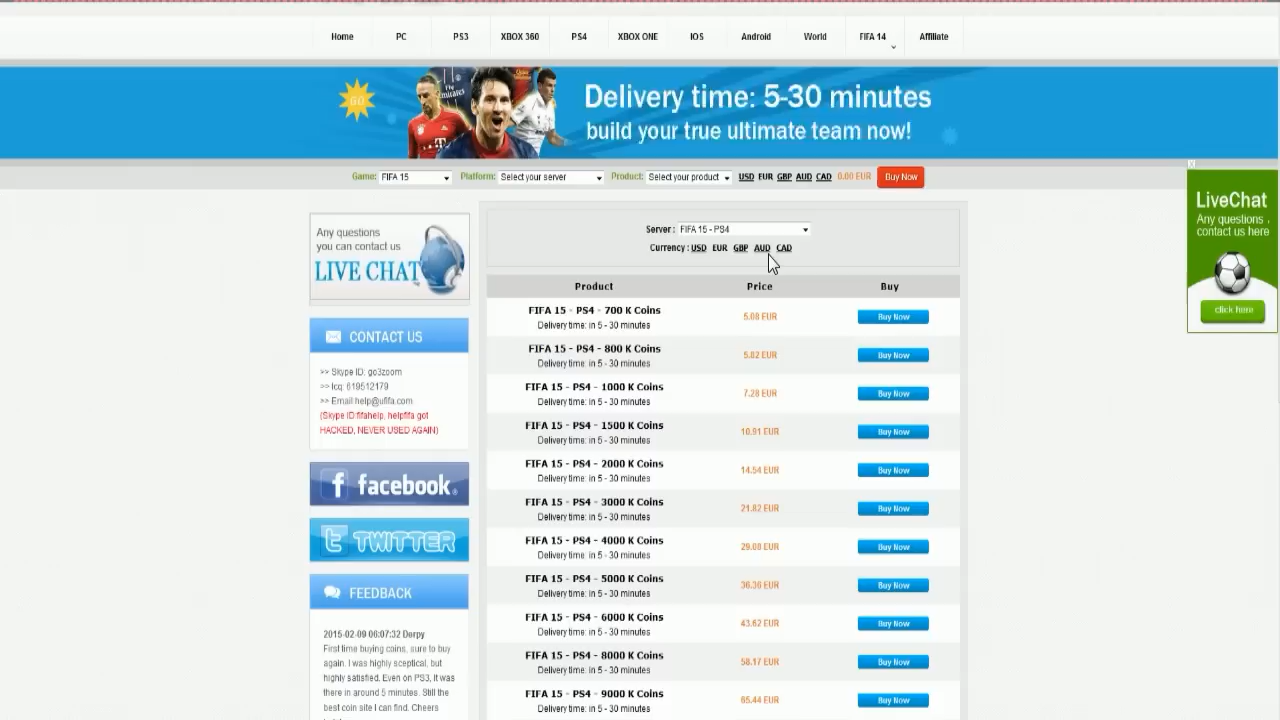 Home PC PS3 XBOX 360 PS4 XBOX ONE IOS Android World FIFA 14 Affiliate
GO
Emirates
Delivery time: 5-30 minutes
build your true ultimate team now!
Game: FIFA 15 Platform: Select your server Product: Select your product USD EUR GBP AUD CAD 0.00 EUR Buy Now
x
LiveChat
Any questions ,
contact us here
click here
Any questions
you can contact us
LIVE CHAT
CONTACT US
>> Skype ID: go3zoom
>> Icq: 619512179
>> Email:help@ufifa.com
(Skype ID:fifahelp, helpfifa got
HACKED, NEVER USED AGAIN)
facebook
TWITTER
FEEDBACK
2015-02-09 06:07:32 Derpy
First time buying coins, sure to buy
again. I was highly sceptical, but
highly satisfied. Even on PS3, it was
there in around 5 minutes. Still the
best coin site I can find. Cheers
Server : FIFA 15 - PS4
Currency : USD EUR GBP AUD CAD
Product Price Buy
FIFA 15 - PS4 - 700 K Coins 5.08 EUR Buy Now
Delivery time: in 5 - 30 minutes
FIFA 15 - PS4 - 800 K Coins 5.82 EUR Buy Now
Delivery time: in 5 - 30 minutes
FIFA 15 - PS4 - 1000 K Coins 7.28 EUR Buy Now
Delivery time: in 5 - 30 minutes
FIFA 15 - PS4 - 1500 K Coins 10.91 EUR Buy Now
Delivery time: in 5 - 30 minutes
FIFA 15 - PS4 - 2000 K Coins 14.54 EUR Buy Now
Delivery time: in 5 - 30 minutes
FIFA 15 - PS4 - 3000 K Coins 21.82 EUR Buy Now
Delivery time: in 5 - 30 minutes
FIFA 15 - PS4 - 4000 K Coins 29.08 EUR Buy Now
Delivery time: in 5 - 30 minutes
FIFA 15 - PS4 - 5000 K Coins 36.36 EUR Buy Now
Delivery time: in 5 - 30 minutes
FIFA 15 - PS4 - 6000 K Coins 43.62 EUR Buy Now
Delivery time: in 5 - 30 minutes
FIFA 15 - PS4 - 8000 K Coins 58.17 EUR Buy Now
Delivery time: in 5 - 30 minutes
FIFA 15 - PS4 - 9000 K Coins 65.44 EUR Buy Now
Delivery time: in 5 - 30 minutes